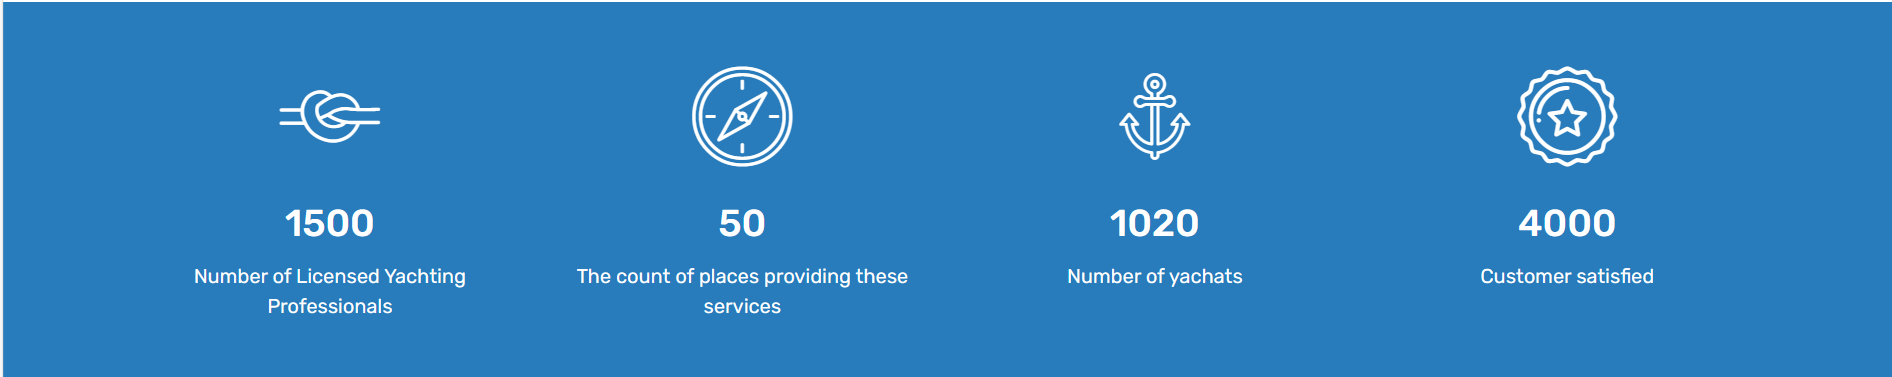 1500
Number of Licensed Yachting
Professionals
50
The count of places providing these
services
1020
Number of yachats
4000
Customer satisfied